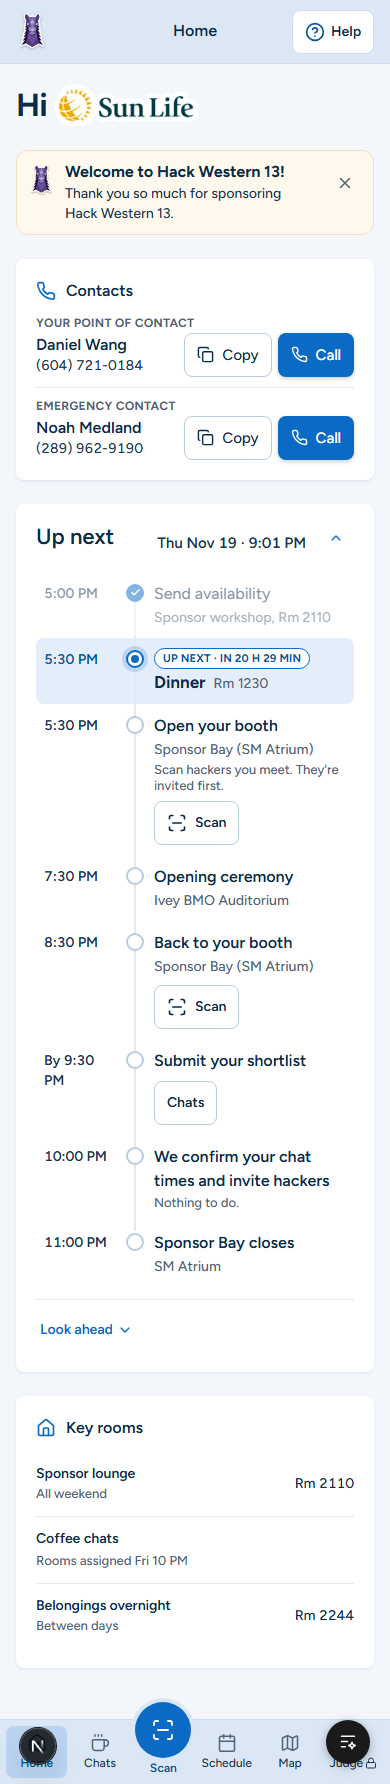 Home
Help
Hi Sun Life
Welcome to Hack Western 13!
Thank you so much for sponsoring
Hack Western 13.
Contacts
YOUR POINT OF CONTACT
Daniel Wang
(604) 721-0184
Copy
Call
EMERGENCY CONTACT
Noah Medland
(289) 962-9190
Copy
Call
Up next
Thu Nov 19 · 9:01 PM
5:00 PM
Send availability
Sponsor workshop, Rm 2110
5:30 PM
UP NEXT · IN 20 H 29 MIN
Dinner Rm 1230
5:30 PM
Open your booth
Sponsor Bay (SM Atrium)
Scan hackers you meet. They're
invited first.
Scan
7:30 PM
Opening ceremony
Ivey BMO Auditorium
8:30 PM
Back to your booth
Sponsor Bay (SM Atrium)
Scan
By 9:30
PM
Submit your shortlist
Chats
10:00 PM
We confirm your chat
times and invite hackers
Nothing to do.
11:00 PM
Sponsor Bay closes
SM Atrium
Look ahead
Key rooms
Sponsor lounge
All weekend
Rm 2110
Coffee chats
Rooms assigned Fri 10 PM
Belongings overnight
Between days
Rm 2244
N
Home
Chats
Scan
Schedule
Map
Judge